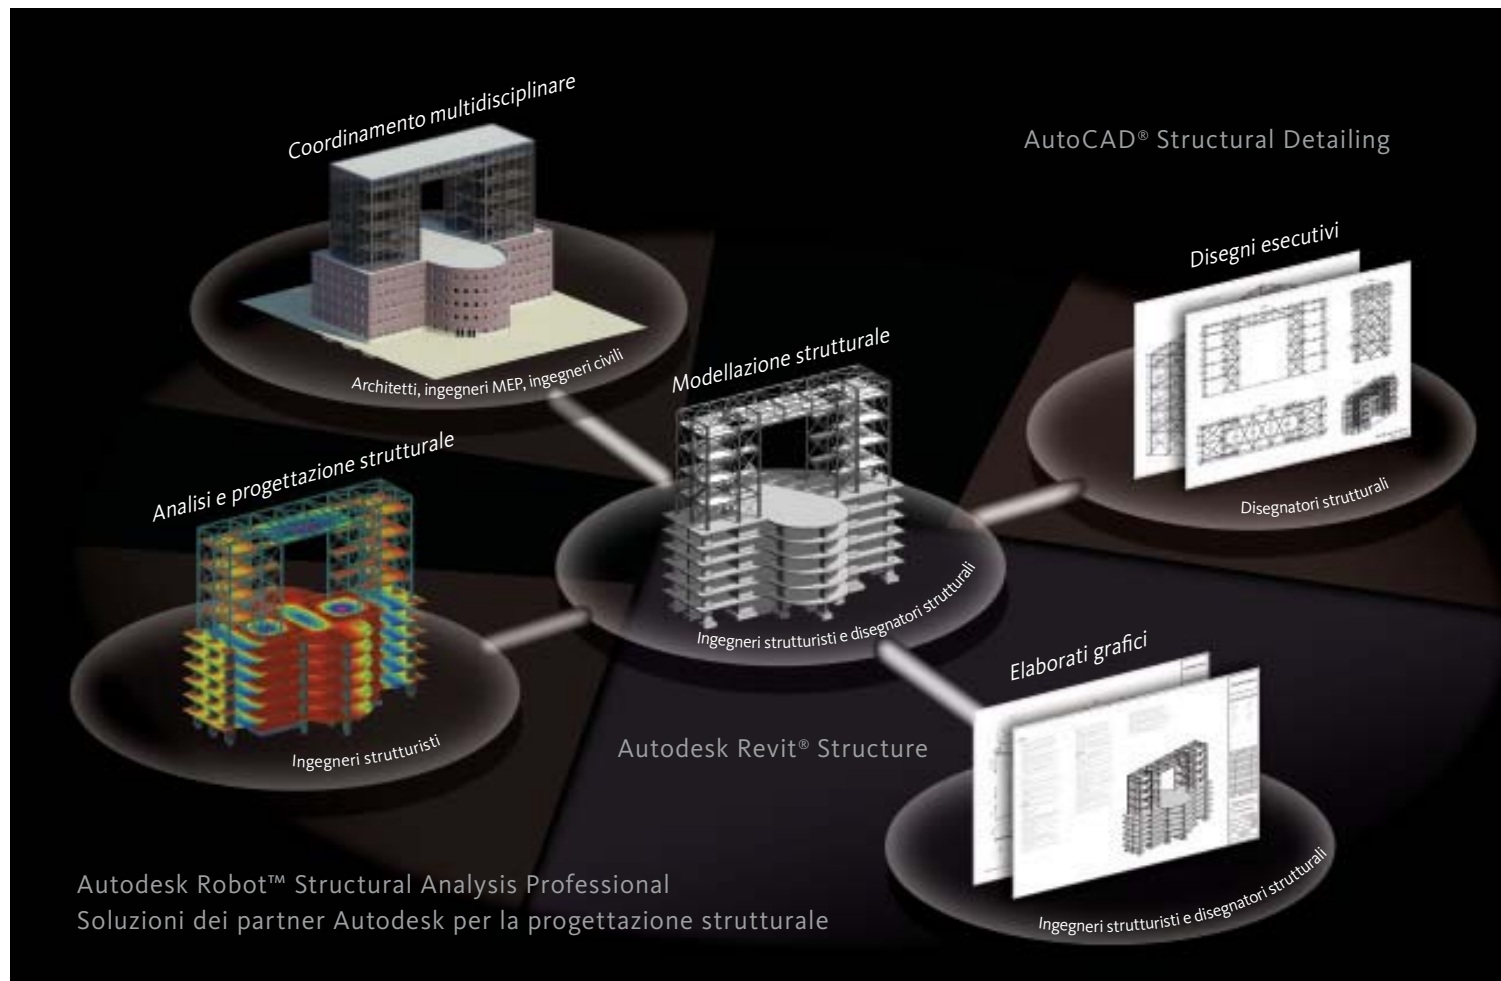 Coordinamento multidisciplinare
Architetti, ingegneri MEP, ingegneri civili
AutoCAD® Structural Detailing
Disegni esecutivi
Disegnatori strutturali
Modellazione strutturale
Ingegneri strutturisti e disegnatori strutturali
Analisi e progettazione strutturale
Ingegneri strutturisti
Autodesk Revit® Structure
Elaborati grafici
Ingegneri strutturisti e disegnatori strutturali
Autodesk Robot™ Structural Analysis Professional
Soluzioni dei partner Autodesk per la progettazione strutturale